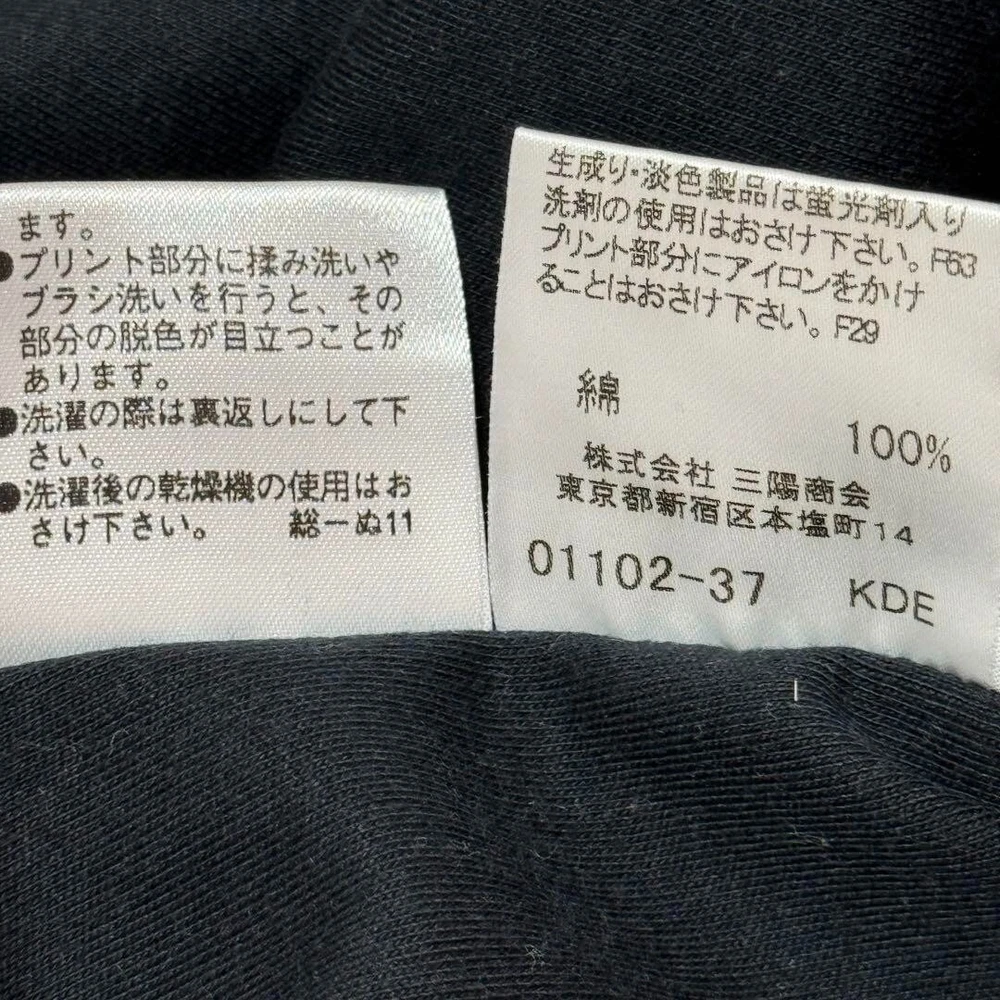 ます。
●プリント部分に揉み洗いや
ブラシ洗いを行うと、その
部分の脱色が目立つことが
あります。
●洗濯の際は裏返しにして下
さい。
●洗濯後の乾燥機の使用はお
さけ下さい。 総ーぬ11
生成り・淡色製品は蛍光剤入り
洗剤の使用はおさけ下さい。F63
プリント部分にアイロンをかけ
ることはおさけ下さい。F29
綿
100%
株式会社 三陽商会
東京都新宿区本塩町14
01102-37 KDE